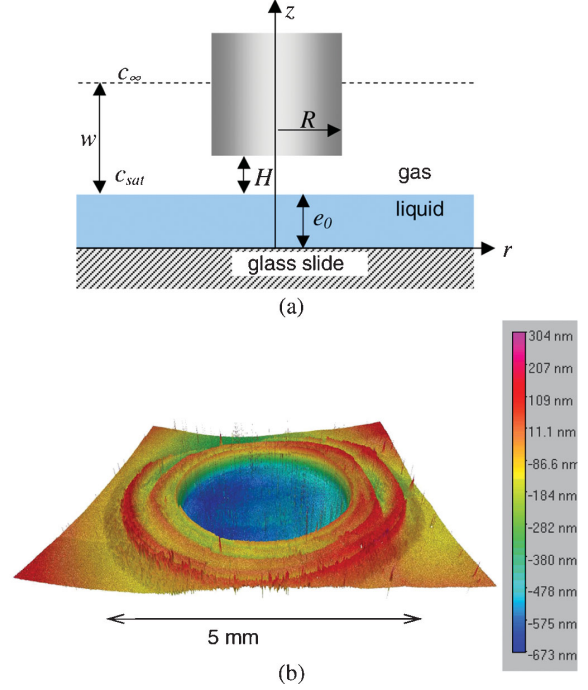 z
c∞
R
w
H
c_sat
gas
liquid
e₀
r
glass slide
(a)
304 nm
207 nm
109 nm
11.1 nm
-86.6 nm
-184 nm
-282 nm
-380 nm
-478 nm
-575 nm
-673 nm
5 mm
(b)